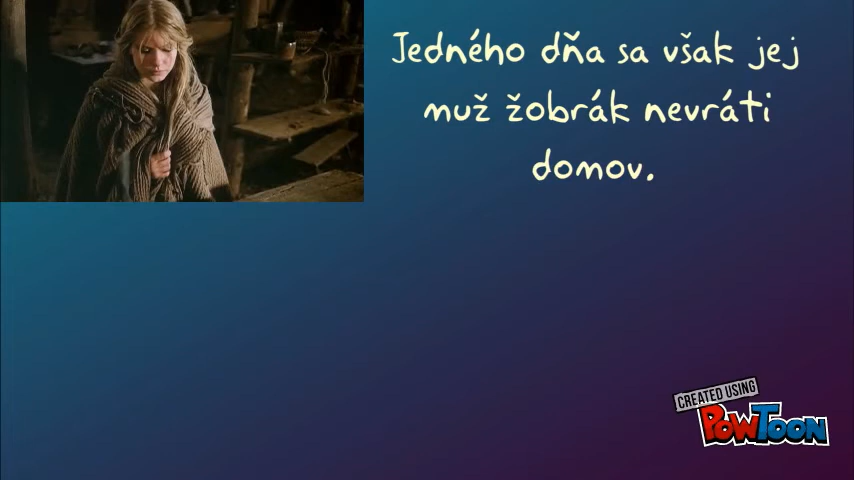 Jedného dňa sa však jej
muž žobrák nevráti
domov.
CREATED USING
POWTOON